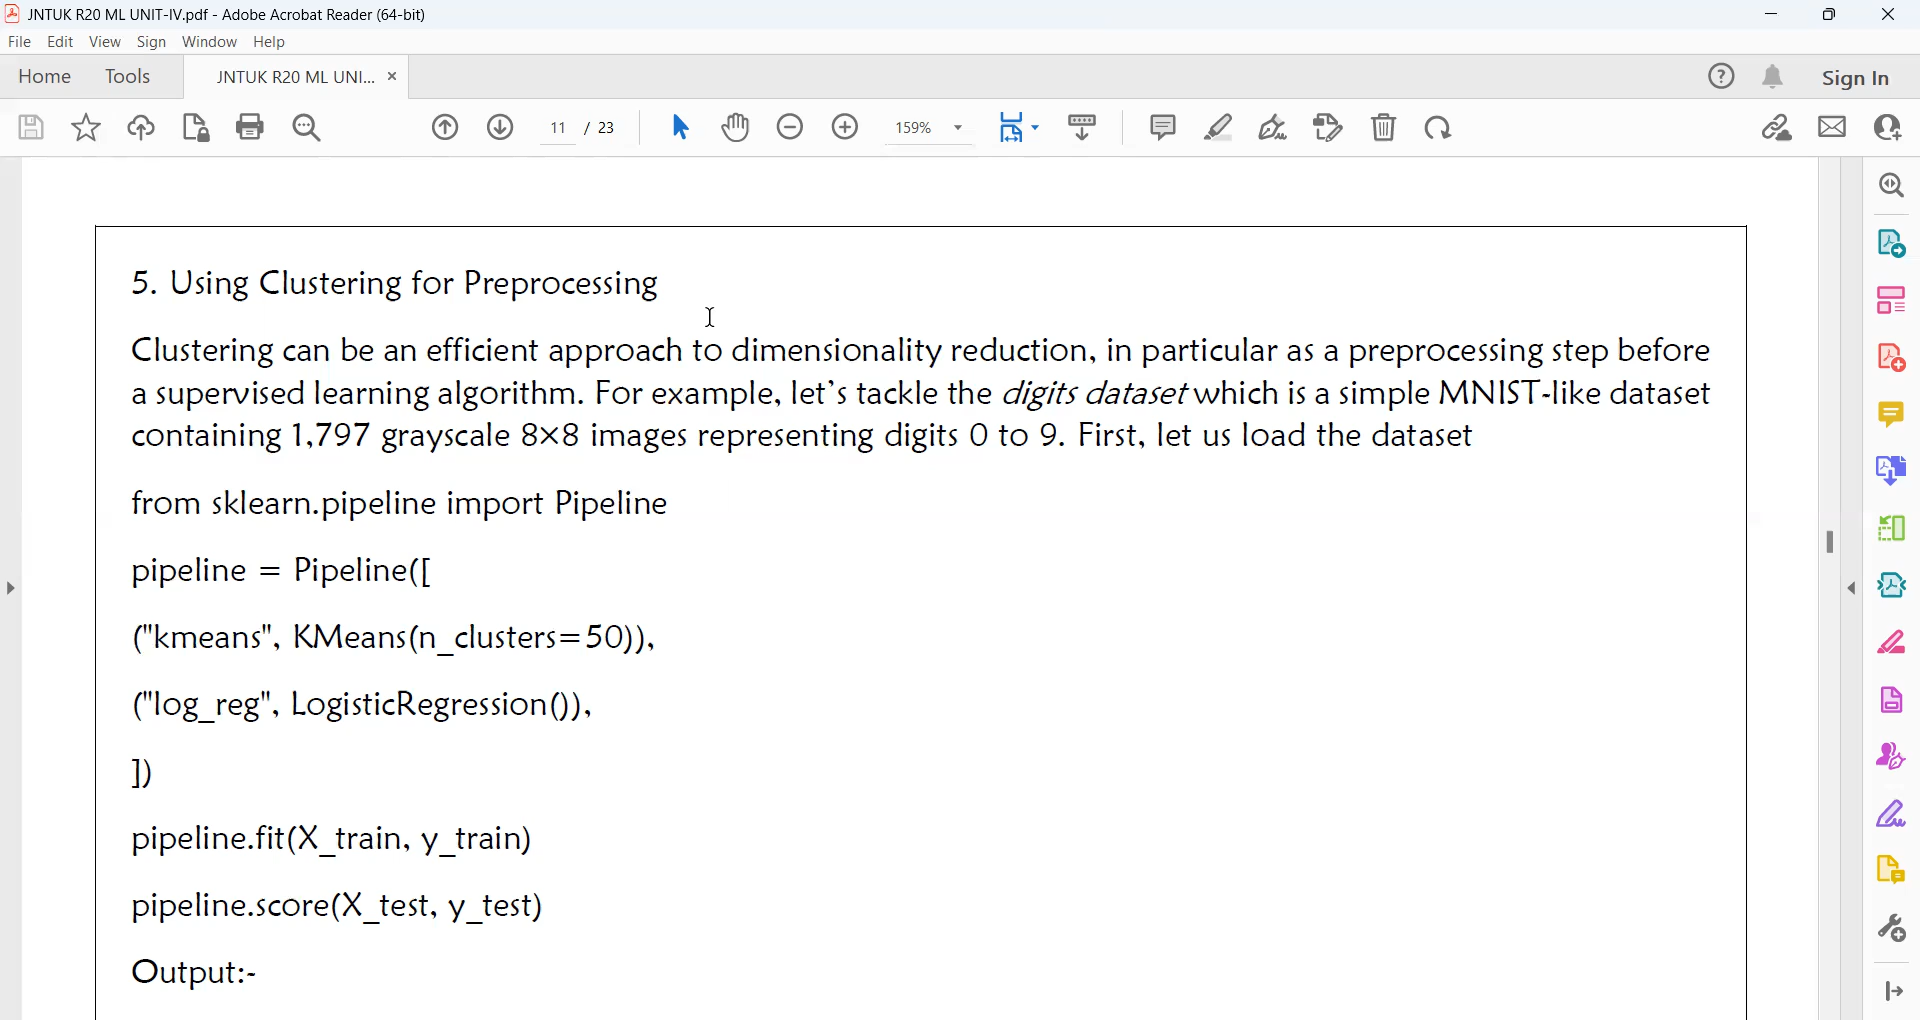 JNTUK R20 ML UNIT-IV.pdf - Adobe Acrobat Reader (64-bit)
File Edit View Sign Window Help
Home Tools JNTUK R20 ML UNI... × Sign In
11 / 23 159%
5. Using Clustering for Preprocessing
Clustering can be an efficient approach to dimensionality reduction, in particular as a preprocessing step before
a supervised learning algorithm. For example, let’s tackle the digits dataset which is a simple MNIST-like dataset
containing 1,797 grayscale 8×8 images representing digits 0 to 9. First, let us load the dataset
from sklearn.pipeline import Pipeline
pipeline = Pipeline([
("kmeans", KMeans(n_clusters=50)),
("log_reg", LogisticRegression()),
])
pipeline.fit(X_train, y_train)
pipeline.score(X_test, y_test)
Output:-